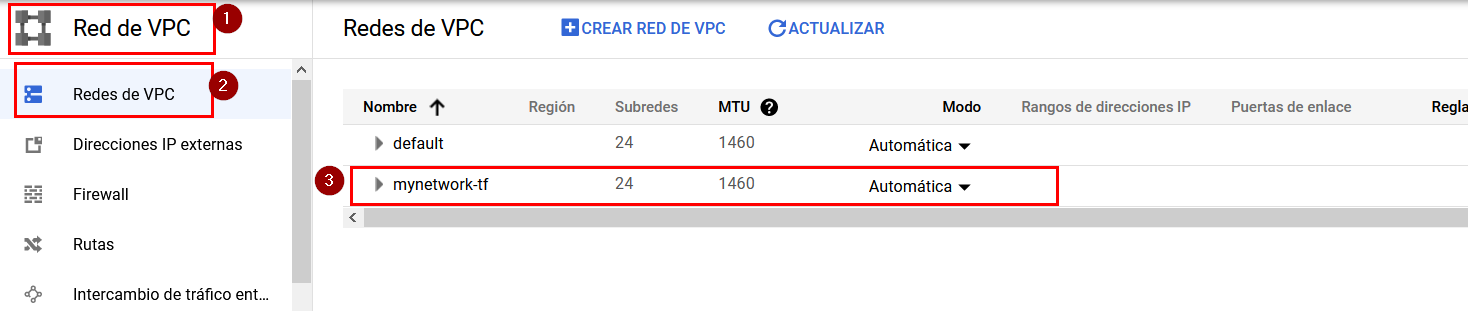 Red de VPC 1
Redes de VPC 2
Direcciones IP externas
Firewall
Rutas
Intercambio de tráfico ent...
Redes de VPC CREAR RED DE VPC ACTUALIZAR
Nombre Región Subredes MTU ? Modo Rangos de direcciones IP Puertas de enlace Regla
default 24 1460 Automática
3 mynetwork-tf 24 1460 Automática